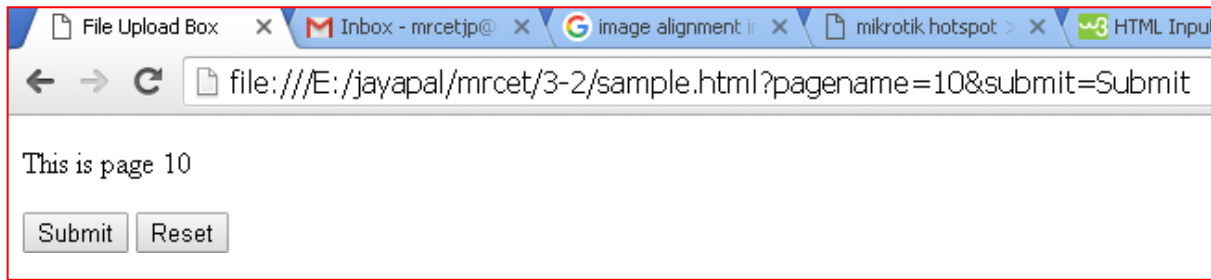 File Upload Box Inbox - mrcetjp@ image alignment i mikrotik hotspot w3 HTML Inpu
file:///E:/jayapal/mrcet/3-2/sample.html?pagename=10&submit=Submit
This is page 10
Submit Reset